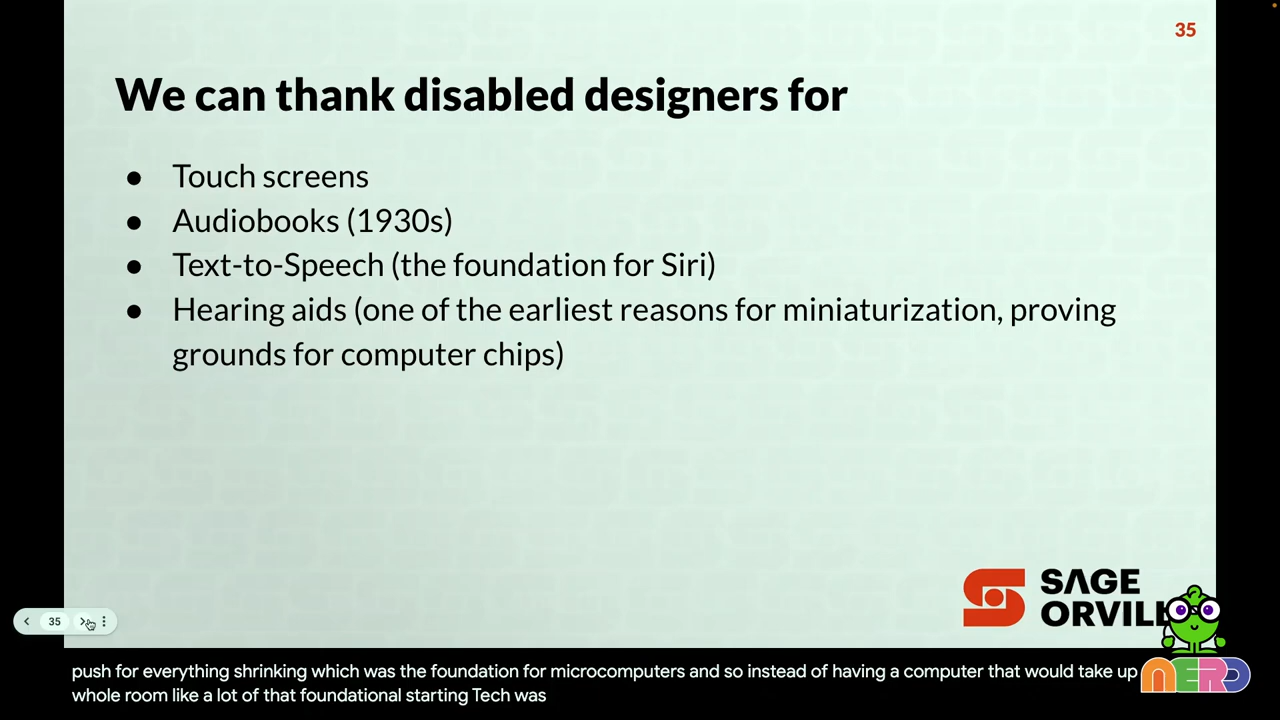 35
We can thank disabled designers for
● Touch screens
● Audiobooks (1930s)
● Text-to-Speech (the foundation for Siri)
● Hearing aids (one of the earliest reasons for miniaturization, proving
grounds for computer chips)
SAGE
ORVILL
35
push for everything shrinking which was the foundation for microcomputers and so instead of having a computer that would take up
whole room like a lot of that foundational starting Tech was
NERD